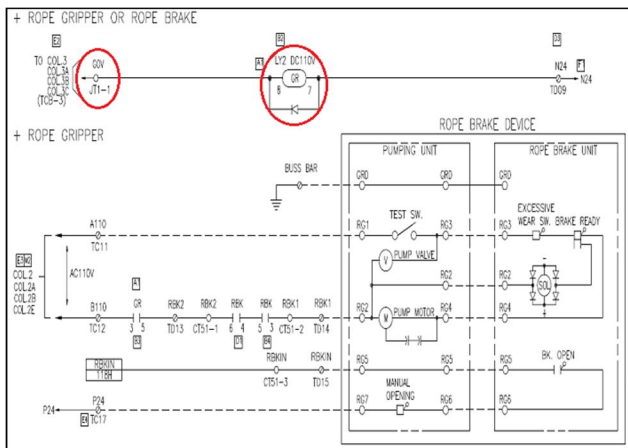 + ROPE GRIPPER OR ROPE BRAKE
E2 B2 D3
TO COL.3 GOV A1 LY2 DC110V N24 F1
COL.3A
COL.3B GR N24
COL.3C JT1-1 8 7 TD09
(TCB-3)
+ ROPE GRIPPER
ROPE BRAKE DEVICE
PUMPING UNIT ROPE BRAKE UNIT
BUSS BAR GRD GRD GRD
TEST SW. EXCESSIVE
WEAR SW. BRAKE READY
A110 RG1 RG3 RG3
TC11
V PUMP VALVE
COL.2 AC110V RG2 RG2 - SOL +
COL.2A
COL.2B
COL.2E
B110 GR RBK2 RBK2 RBK RBK RBK1 RBK1 RG2 M PUMP MOTOR RG4 RG4
TC12 3 5 TD13 CT51-1 6 4 5 3 CT51-2 TD14
A1 B3 D1 B4
RBKIN RBKIN RBKIN RG5 RG5 RG5 BK. OPEN
118H CT51-3 TD15
MANUAL
OPENING
P24 P24 RG7 RG6 RG6
E4 TC17